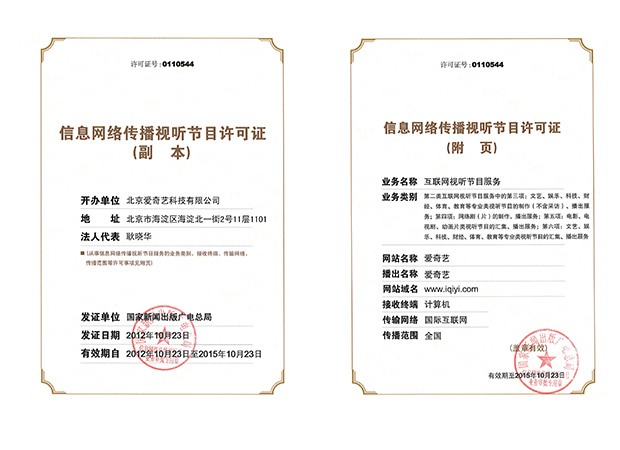 许可证号:0110544
信息网络传播视听节目许可证
(副 本)
开办单位 北京爱奇艺科技有限公司
地 址 北京市海淀区海淀北一街2号11层1101
法人代表 耿晓华
■(从事信息网络传播视听节目服务的业务类别、接收终端、传输网络、
传播范围等许可事项见附页)
发证单位 国家新闻出版广电总局
发证日期 2012年10月23日
有效期自 2012年10月23日至2015年10月23日
许可证号:0110544
信息网络传播视听节目许可证
(附 页)
业务名称 互联网视听节目服务
业务类别 第二类互联网视听节目服务中的第三项：文艺、娱乐、科技、财
经、体育、教育等专业类视听节目的制作（不含采访）、播出服
务；第四项：网络剧（片）的制作、播出服务；第五项：电影、电
视剧、动画片类视听节目的汇集、播出服务；第六项：文艺、娱
乐、科技、财经、体育、教育等专业类视听节目的汇集、播出服务
网站名称 爱奇艺
播出名称 爱奇艺
网站域名 www.iqiyi.com
接收终端 计算机
传输网络 国际互联网
传播范围 全国
(盖章有效)
有效期至2015年10月23日